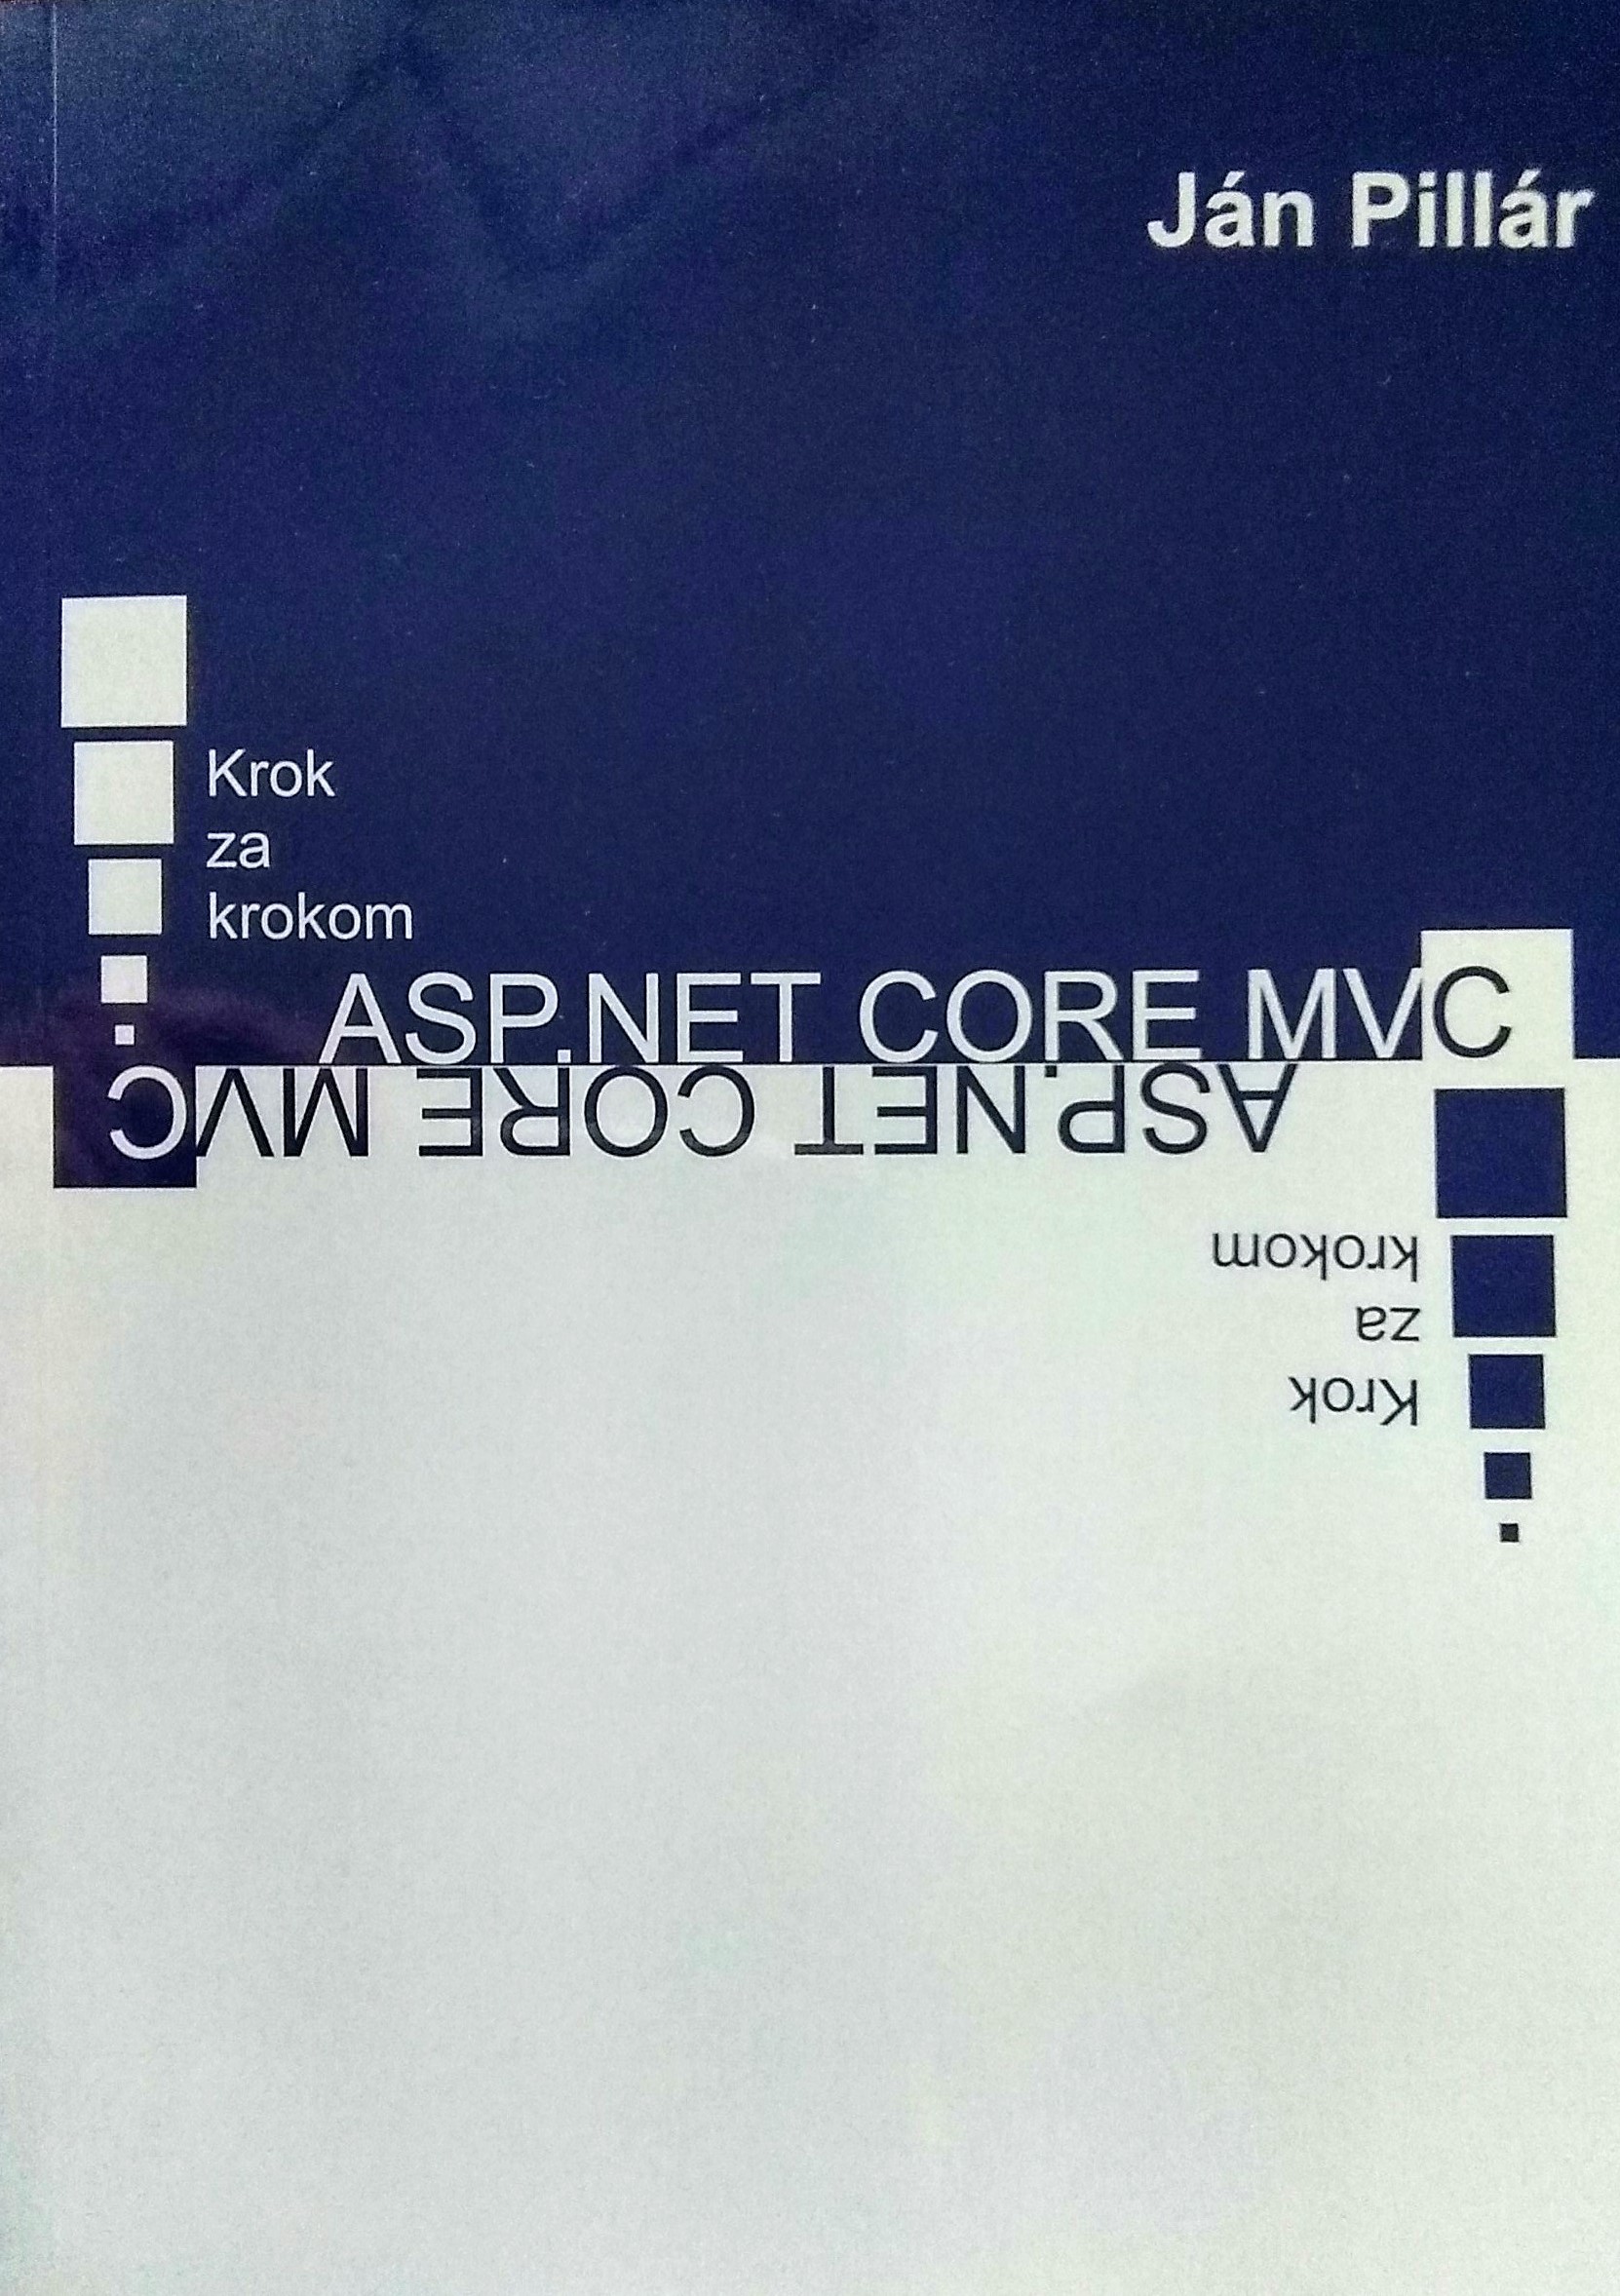 Ján Pillár
Krok
za
krokom
ASP.NET CORE MVC
ASP.NET CORE MVC
krokom
za
Krok